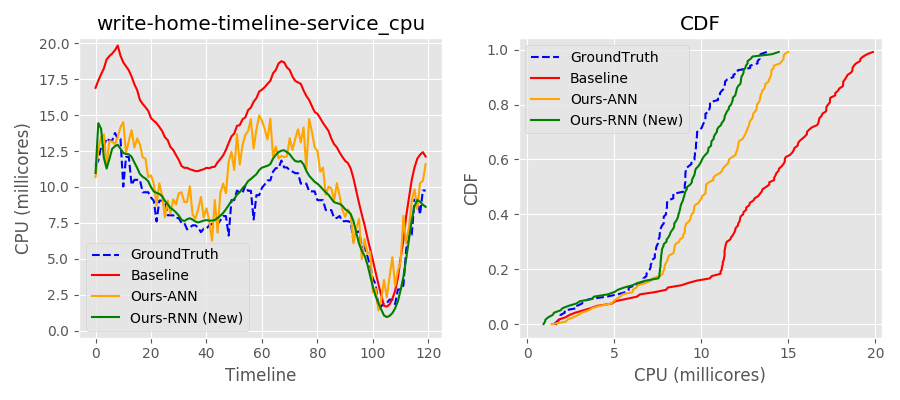 write-home-timeline-service_cpu
CPU (millicores)
20.0
17.5
15.0
12.5
10.0
7.5
5.0
2.5
0.0
GroundTruth
Baseline
Ours-ANN
Ours-RNN (New)
0
20
40
60
80
100
120
Timeline
CDF
CDF
1.0
0.8
0.6
0.4
0.2
0.0
GroundTruth
Baseline
Ours-ANN
Ours-RNN (New)
0
5
10
15
20
CPU (millicores)